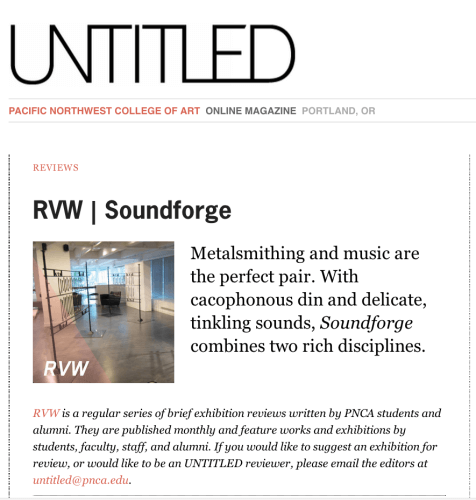 UNTITLED
PACIFIC NORTHWEST COLLEGE OF ART ONLINE MAGAZINE PORTLAND, OR
REVIEWS
RVW | Soundforge
Metalsmithing and music are
the perfect pair. With
cacophonous din and delicate,
tinkling sounds, Soundforge
combines two rich disciplines.
RVW
RVW is a regular series of brief exhibition reviews written by PNCA students and
alumni. They are published monthly and feature works and exhibitions by
students, faculty, staff, and alumni. If you would like to suggest an exhibition for
review, or would like to be an UNTITLED reviewer, please email the editors at
untitled@pnca.edu.